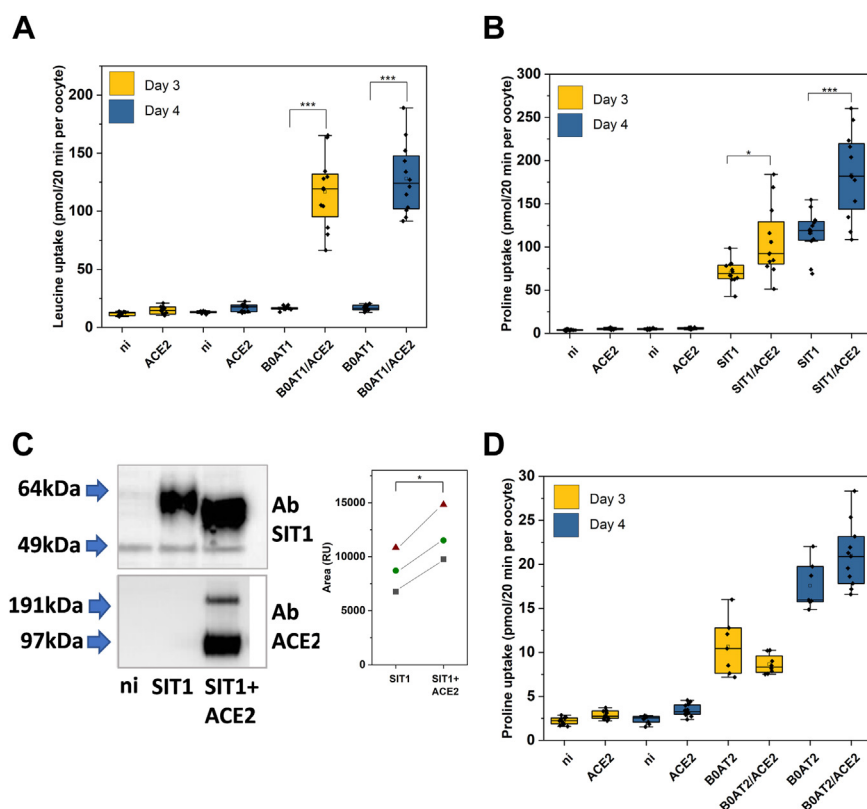 A
Leucine uptake (pmol/20 min per oocyte)
200
150
100
50
0
Day 3
Day 4
***
***
ni
ACE2
ni
ACE2
B0AT1
B0AT1/ACE2
B0AT1
B0AT1/ACE2
B
Proline uptake (pmol/20 min per oocyte)
300
250
200
150
100
50
0
Day 3
Day 4
*
***
ni
ACE2
ni
ACE2
SIT1
SIT1/ACE2
SIT1
SIT1/ACE2
C
64kDa
49kDa
Ab
SIT1
191kDa
97kDa
Ab
ACE2
ni
SIT1
SIT1+
ACE2
Area (RU)
15000
10000
5000
0
*
SIT1
SIT1+
ACE2
D
Proline uptake (pmol/20 min per oocyte)
30
25
20
15
10
5
0
Day 3
Day 4
ni
ACE2
ni
ACE2
B0AT2
B0AT2/ACE2
B0AT2
B0AT2/ACE2